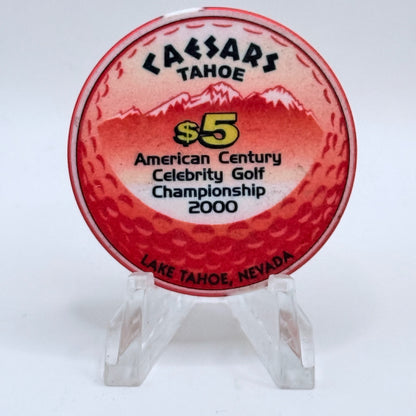 CAESARS
TAHOE
$5
American Century
Celebrity Golf
Championship
2000
LAKE TAHOE, NEVADA